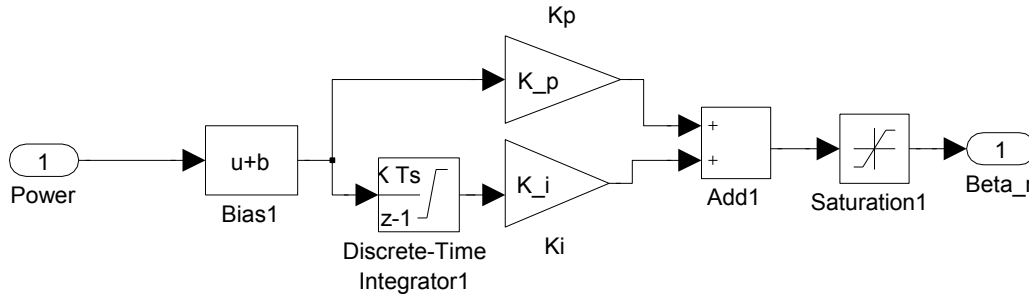 Kp
K_p
1
Power
u+b
Bias1
K Ts
z-1
Discrete-Time
Integrator1
K_i
Ki
+
+
Add1
Saturation1
1